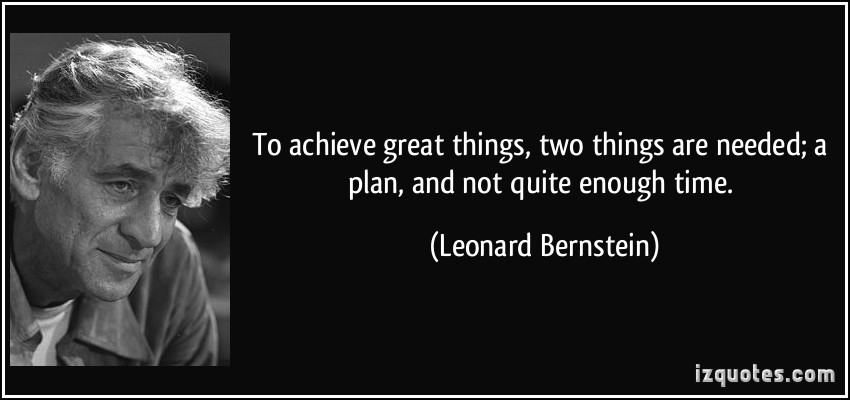 To achieve great things, two things are needed; a
plan, and not quite enough time.
(Leonard Bernstein)
izquotes.com